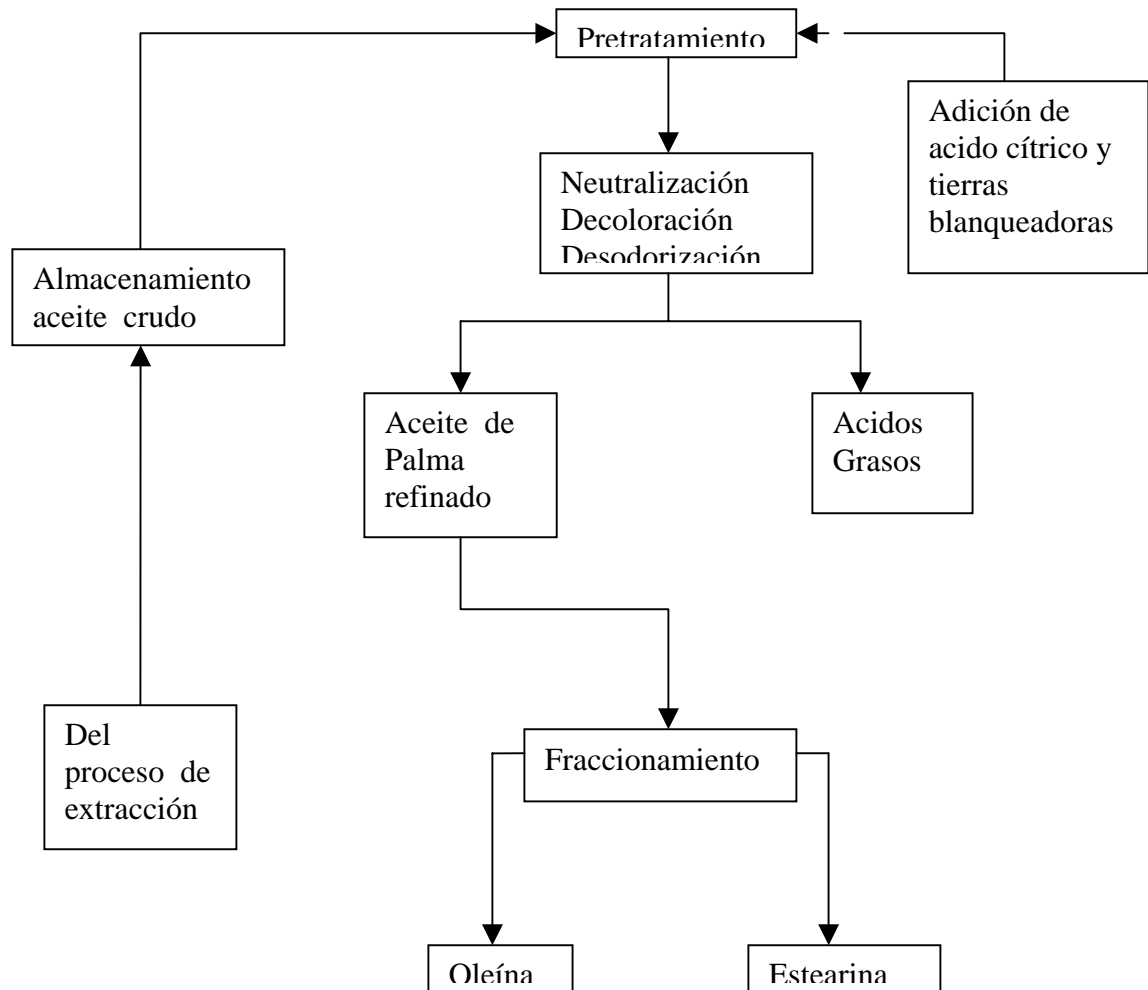 Pretratamiento
Adición de
acido cítrico y
tierras
blanqueadoras
Neutralización
Decoloración
Desodorización
Almacenamiento
aceite crudo
Aceite de
Palma
refinado
Acidos
Grasos
Del
proceso de
extracción
Fraccionamiento
Oleína
Estearina